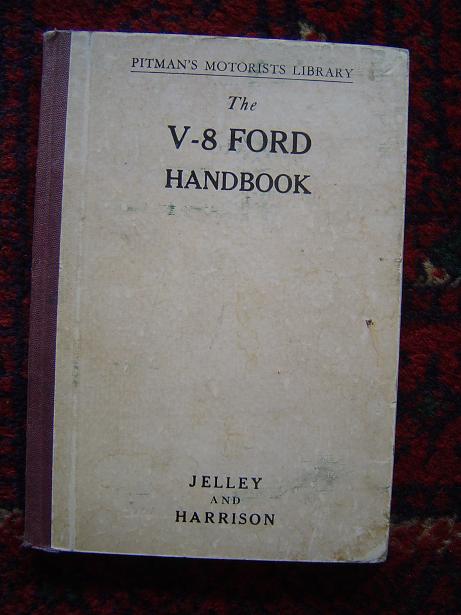 PITMAN'S MOTORISTS LIBRARY
The
V-8 FORD
HANDBOOK
JELLEY
AND
HARRISON